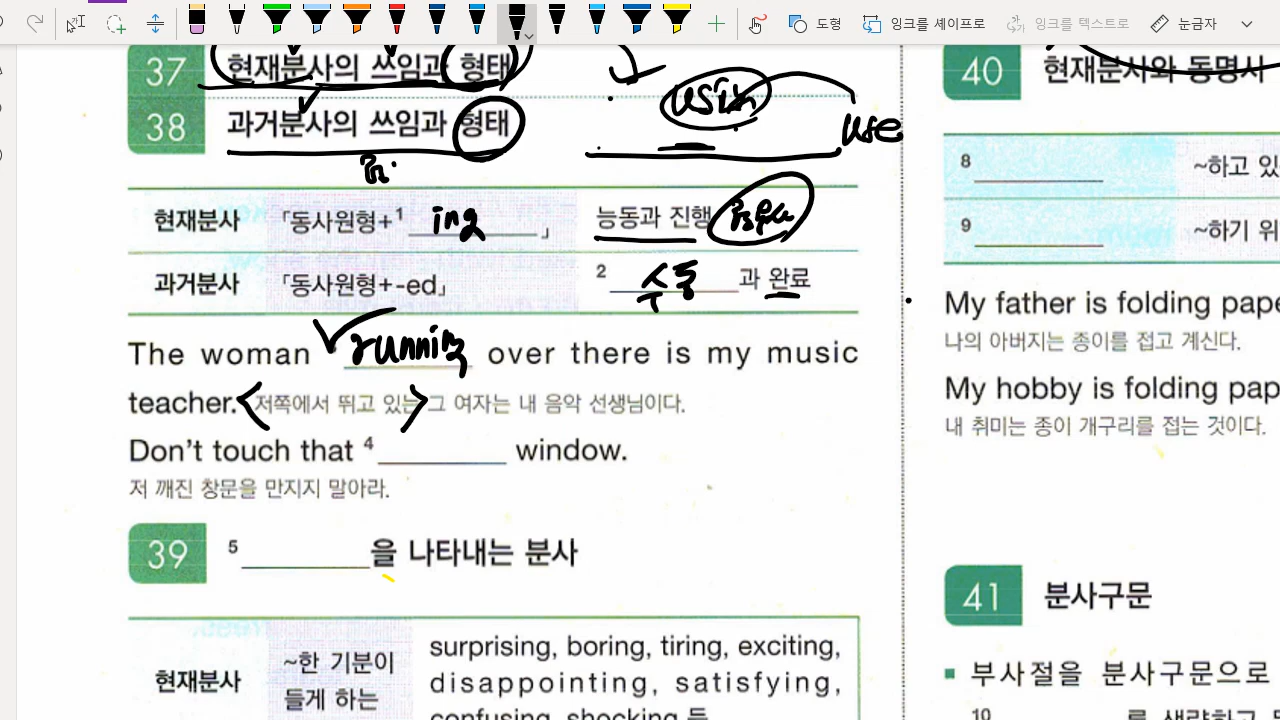 도형
잉크를 셰이프로
잉크를 텍스트로
눈금자
37 현재분사의 쓰임과 형태
38 과거분사의 쓰임과 형태
use
현재분사 「동사원형+¹ ing 」 능동과 진행
과거분사 「동사원형+-ed」 ² 수동 과 완료
The woman running over there is my music
teacher. 저쪽에서 뛰고 있는 그 여자는 내 음악 선생님이다.
Don't touch that ⁴ window.
저 깨진 창문을 만지지 말아라.
39 ⁵ 을 나타내는 분사
현재분사 ~한 기분이 들게 하는
surprising, boring, tiring, exciting,
disappointing, satisfying,
confusing, shocking 등
40 현재분사와 동명사
8 ~하고 있
9 ~하기 위
My father is folding pape
나의 아버지는 종이를 접고 계신다.
My hobby is folding pap
내 취미는 종이 개구리를 접는 것이다.
41 분사구문
부사절을 분사구문으로
10 를 생략하고